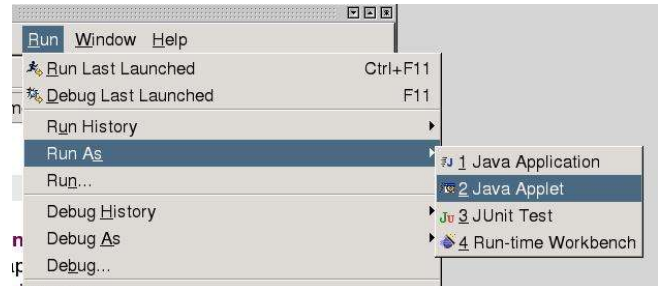 Run Window Help
Run Last Launched Ctrl+F11
Debug Last Launched F11
Run History
Run As
Run...
Debug History
Debug As
Debug...
1 Java Application
2 Java Applet
3 JUnit Test
4 Run-time Workbench